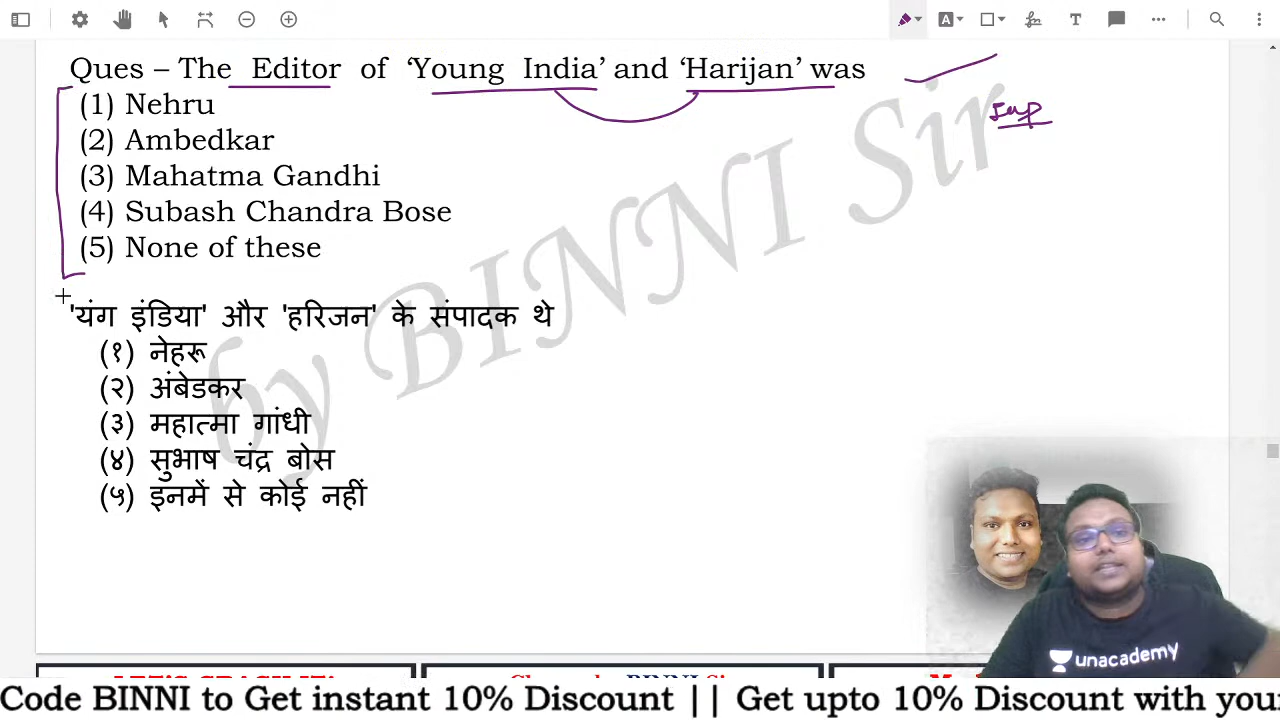 Ques – The Editor of ‘Young India’ and ‘Harijan’ was
Imp
(1) Nehru
(2) Ambedkar
(3) Mahatma Gandhi
(4) Subash Chandra Bose
(5) None of these
'यंग इंडिया' और 'हरिजन' के संपादक थे
(१) नेहरू
(२) अंबेडकर
(३) महात्मा गांधी
(४) सुभाष चंद्र बोस
(५) इनमें से कोई नहीं
by BINNI Sir
unacademy
Code BINNI to Get instant 10% Discount || Get upto 10% Discount with your